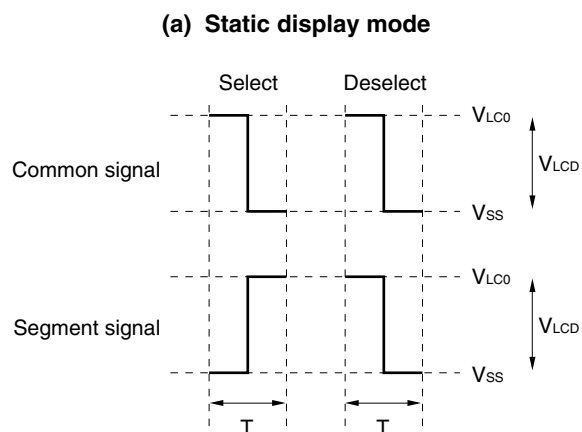 (a) Static display mode
Select Deselect
VLC0
Common signal
VLCD
VSS
VLC0
Segment signal
VLCD
VSS
T T